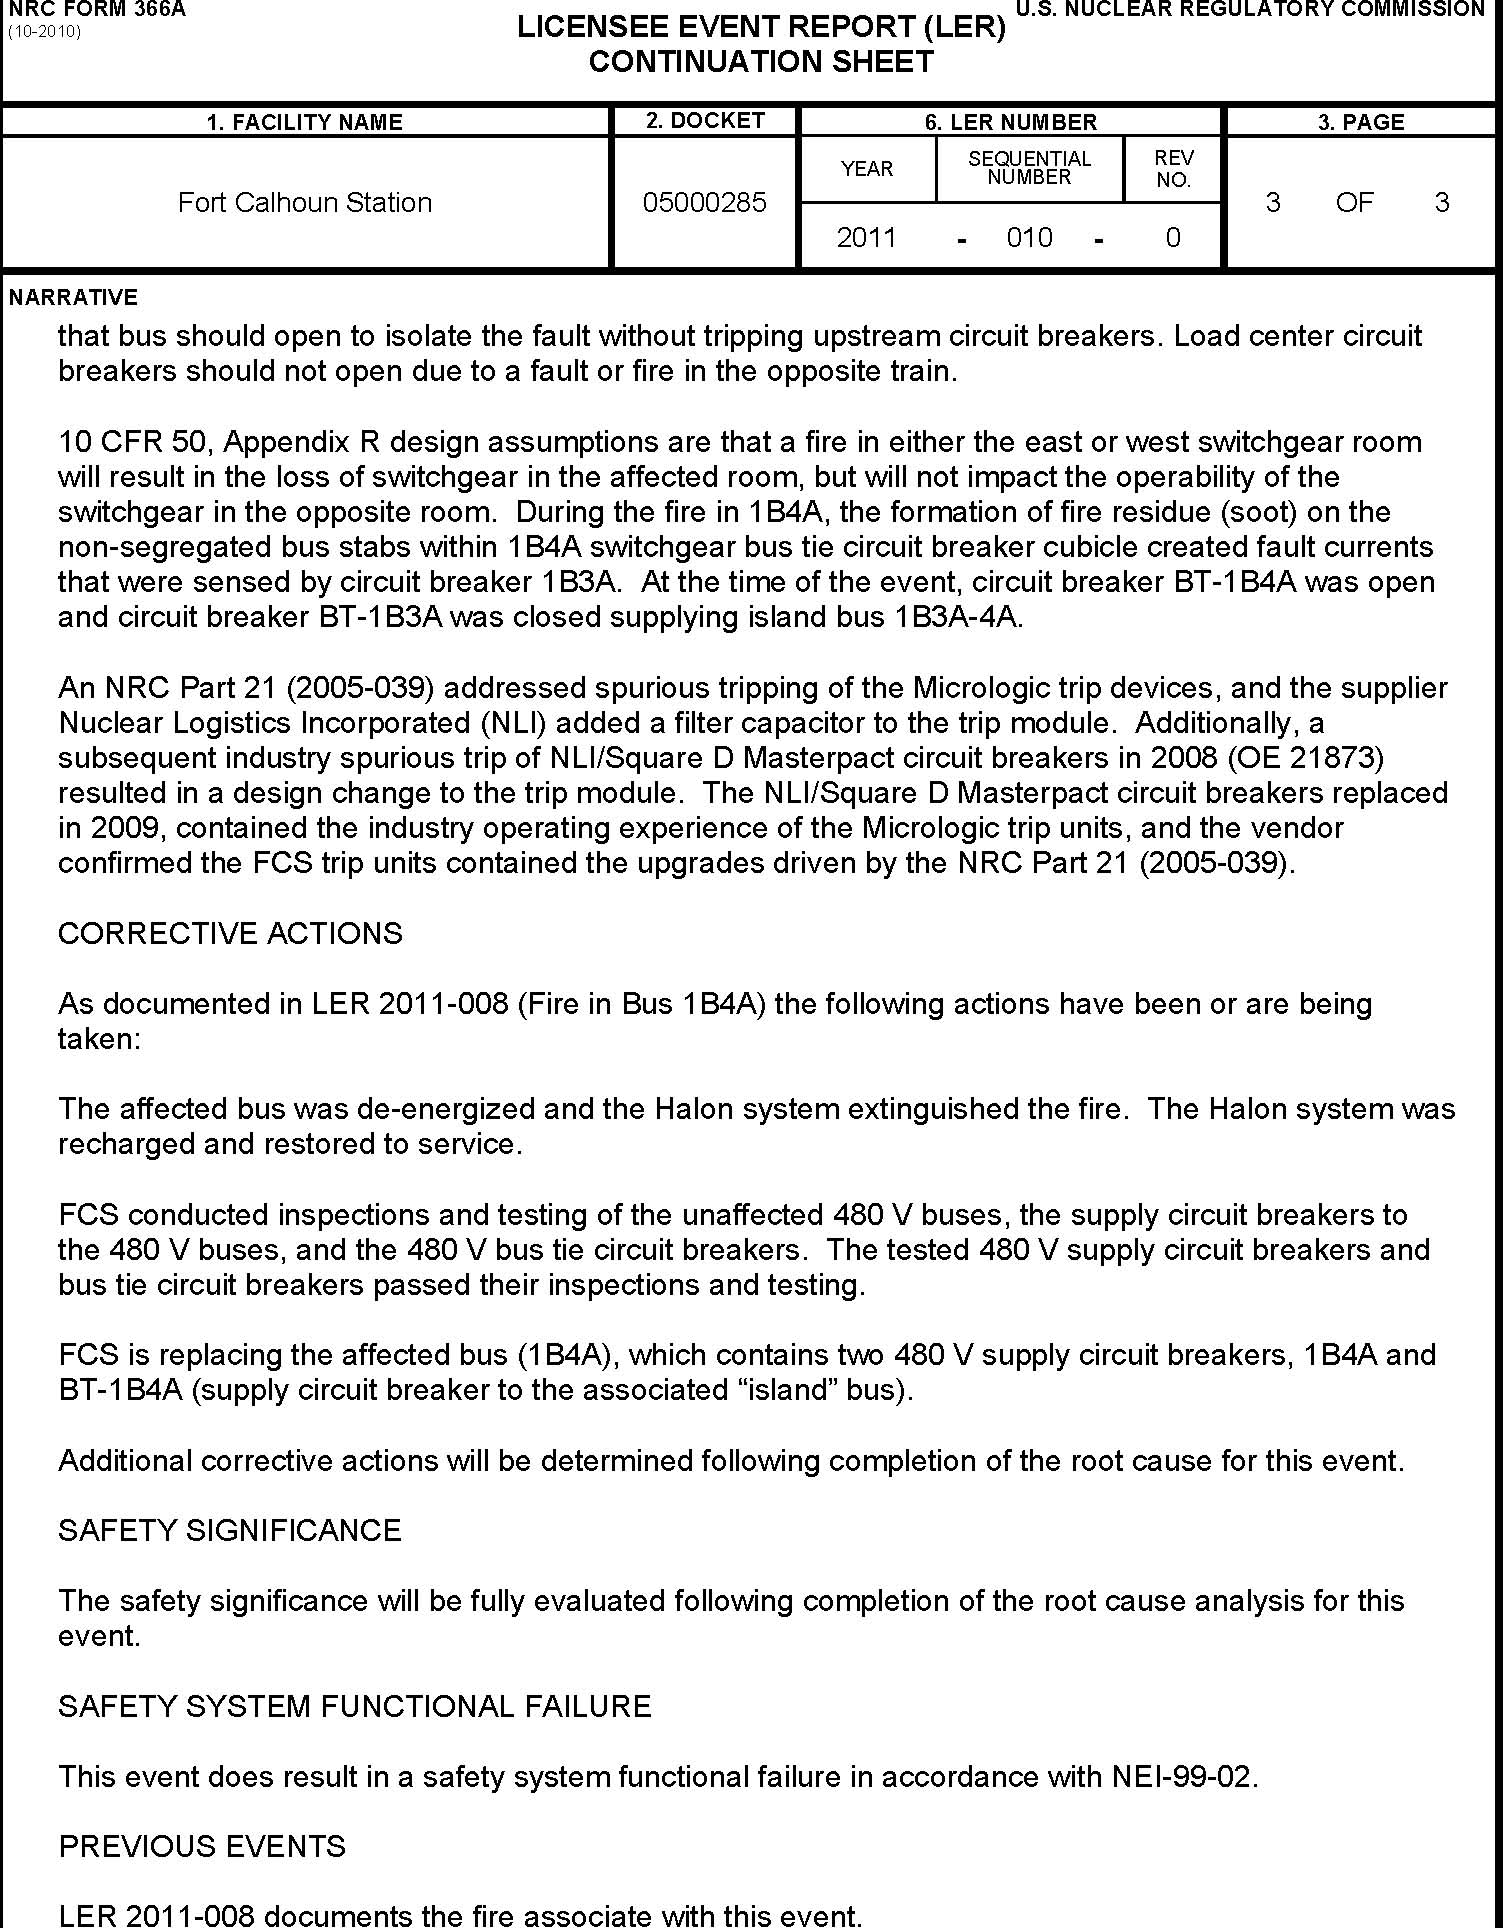 NRC FORM 366A
(10-2010)
U.S. NUCLEAR REGULATORY COMMISSION
LICENSEE EVENT REPORT (LER)
CONTINUATION SHEET
1. FACILITY NAME
2. DOCKET
6. LER NUMBER
3. PAGE
Fort Calhoun Station
05000285
YEAR
SEQUENTIAL
NUMBER
REV
NO.
2011 - 010 - 0
3 OF 3
NARRATIVE
that bus should open to isolate the fault without tripping upstream circuit breakers. Load center circuit
breakers should not open due to a fault or fire in the opposite train.
10 CFR 50, Appendix R design assumptions are that a fire in either the east or west switchgear room
will result in the loss of switchgear in the affected room, but will not impact the operability of the
switchgear in the opposite room.  During the fire in 1B4A, the formation of fire residue (soot) on the
non-segregated bus stabs within 1B4A switchgear bus tie circuit breaker cubicle created fault currents
that were sensed by circuit breaker 1B3A.  At the time of the event, circuit breaker BT-1B4A was open
and circuit breaker BT-1B3A was closed supplying island bus 1B3A-4A.
An NRC Part 21 (2005-039) addressed spurious tripping of the Micrologic trip devices, and the supplier
Nuclear Logistics Incorporated (NLI) added a filter capacitor to the trip module.  Additionally, a
subsequent industry spurious trip of NLI/Square D Masterpact circuit breakers in 2008 (OE 21873)
resulted in a design change to the trip module.  The NLI/Square D Masterpact circuit breakers replaced
in 2009, contained the industry operating experience of the Micrologic trip units, and the vendor
confirmed the FCS trip units contained the upgrades driven by the NRC Part 21 (2005-039).
CORRECTIVE ACTIONS
As documented in LER 2011-008 (Fire in Bus 1B4A) the following actions have been or are being
taken:
The affected bus was de-energized and the Halon system extinguished the fire.  The Halon system was
recharged and restored to service.
FCS conducted inspections and testing of the unaffected 480 V buses, the supply circuit breakers to
the 480 V buses, and the 480 V bus tie circuit breakers.  The tested 480 V supply circuit breakers and
bus tie circuit breakers passed their inspections and testing.
FCS is replacing the affected bus (1B4A), which contains two 480 V supply circuit breakers, 1B4A and
BT-1B4A (supply circuit breaker to the associated “island” bus).
Additional corrective actions will be determined following completion of the root cause for this event.
SAFETY SIGNIFICANCE
The safety significance will be fully evaluated following completion of the root cause analysis for this
event.
SAFETY SYSTEM FUNCTIONAL FAILURE
This event does result in a safety system functional failure in accordance with NEI-99-02.
PREVIOUS EVENTS
LER 2011-008 documents the fire associate with this event.